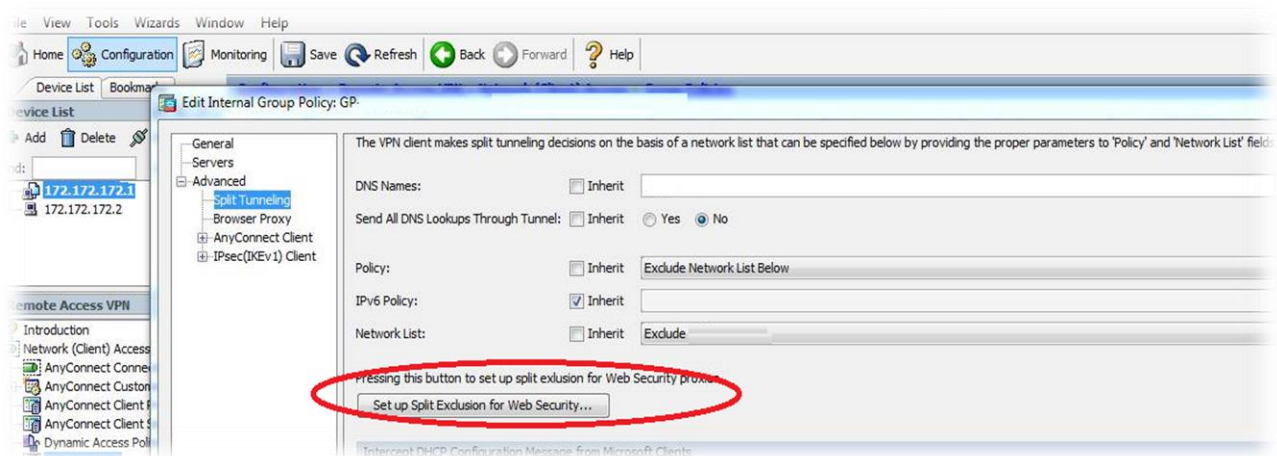 View Tools Wizards Window Help
Home Configuration Monitoring Save Refresh Back Forward Help
Device List Bookmarks
Device List
Edit Internal Group Policy: GP-
Add Delete
172.172.172.1
172.172.172.2
General
Servers
Advanced
Split Tunneling
Browser Proxy
AnyConnect Client
IPsec(IKEv1) Client
The VPN client makes split tunneling decisions on the basis of a network list that can be specified below by providing the proper parameters to 'Policy' and 'Network List' fields.
DNS Names: Inherit
Send All DNS Lookups Through Tunnel: Inherit Yes No
Policy: Inherit Exclude Network List Below
IPv6 Policy: Inherit
Network List: Inherit Exclude
Pressing this button to set up split exlusion for Web Security proxies.
Set up Split Exclusion for Web Security...
Intercept DHCP Configuration Message from Microsoft Clients
Remote Access VPN
Introduction
Network (Client) Access
AnyConnect Conne
AnyConnect Custom
AnyConnect Client P
AnyConnect Client S
Dynamic Access Poli